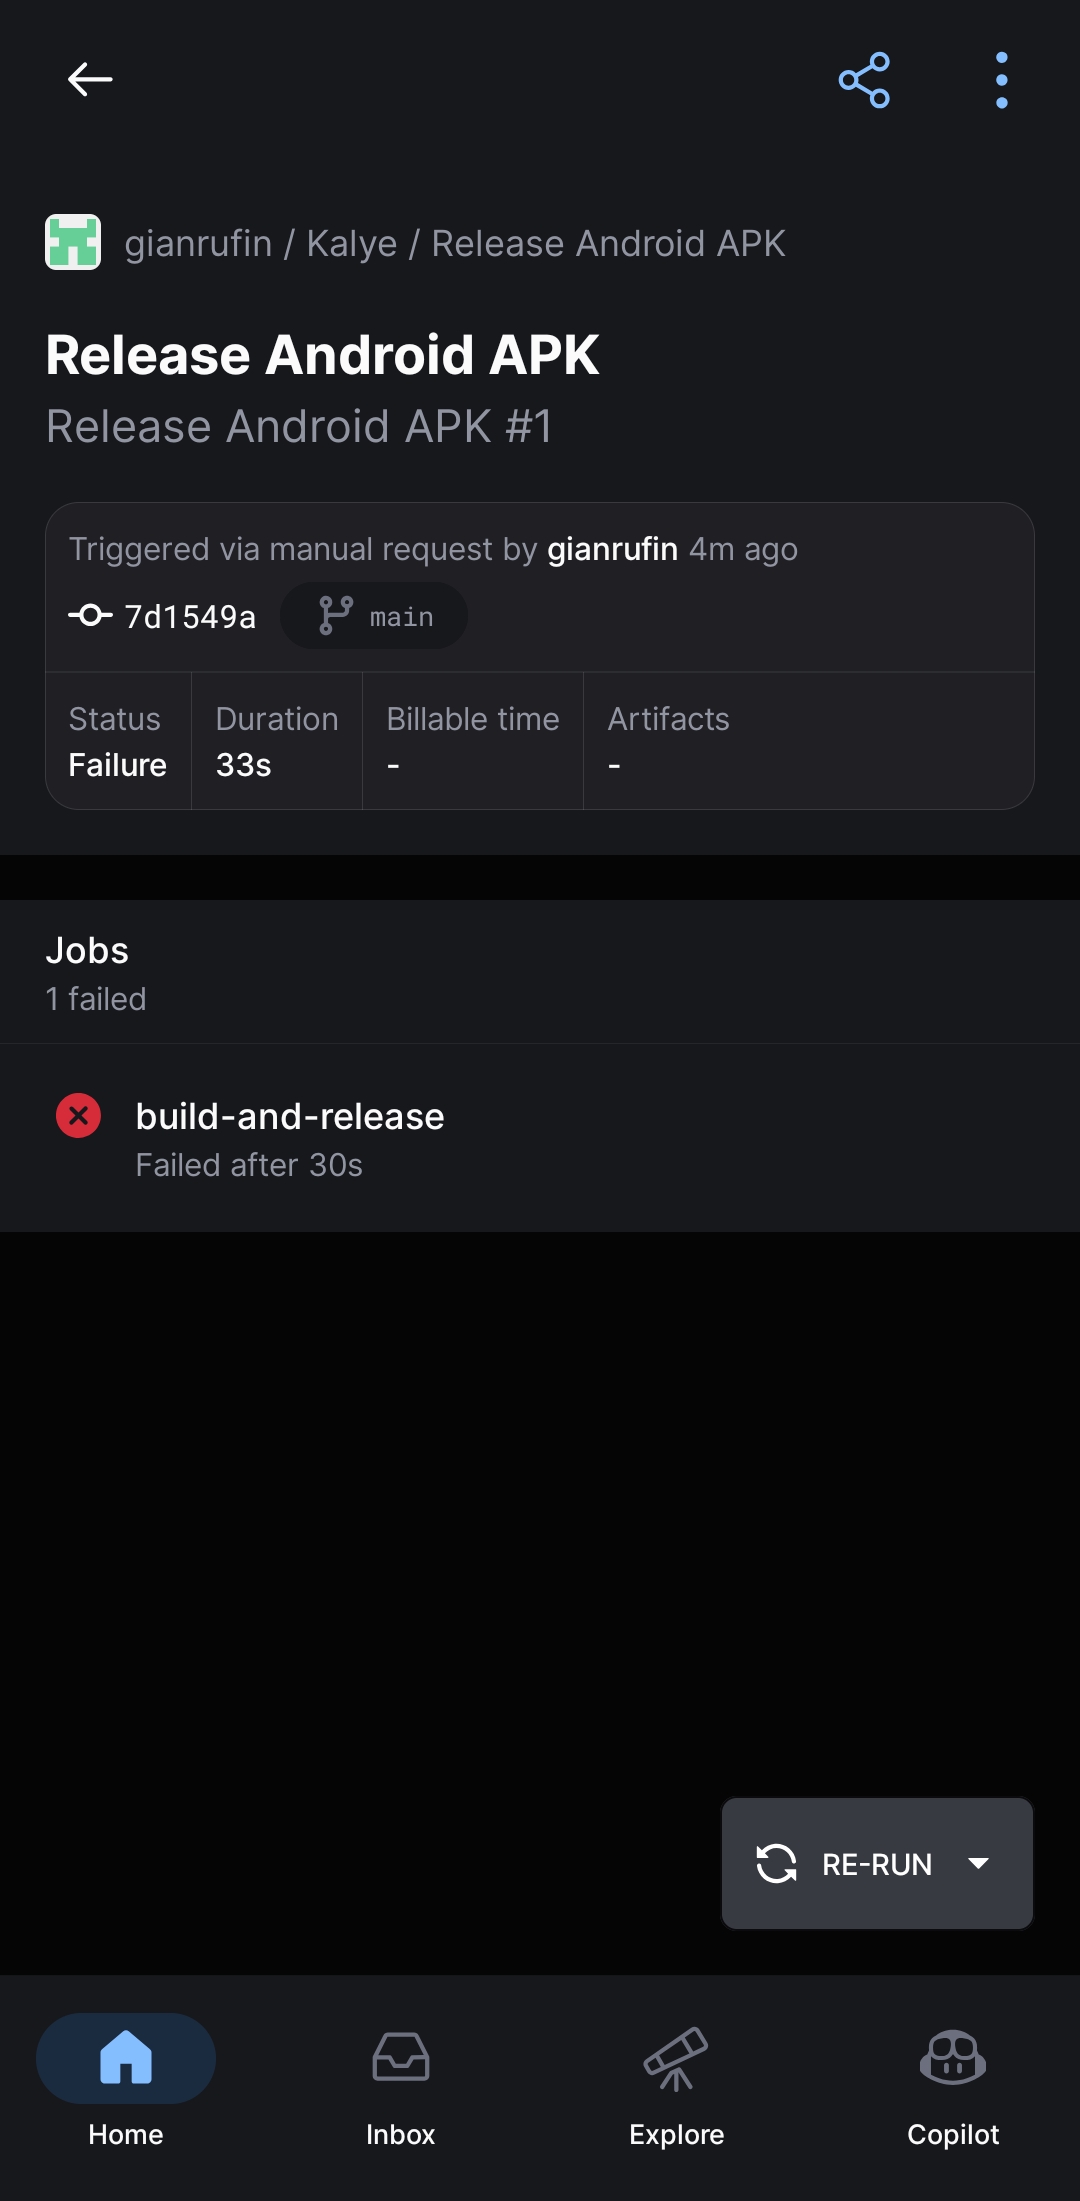 gianrufin / Kalye / Release Android APK
Release Android APK
Release Android APK #1
Triggered via manual request by gianrufin 4m ago
7d1549a main
Status Duration Billable time Artifacts
Failure 33s - -
Jobs
1 failed
build-and-release
Failed after 30s
RE-RUN
Home Inbox Explore Copilot